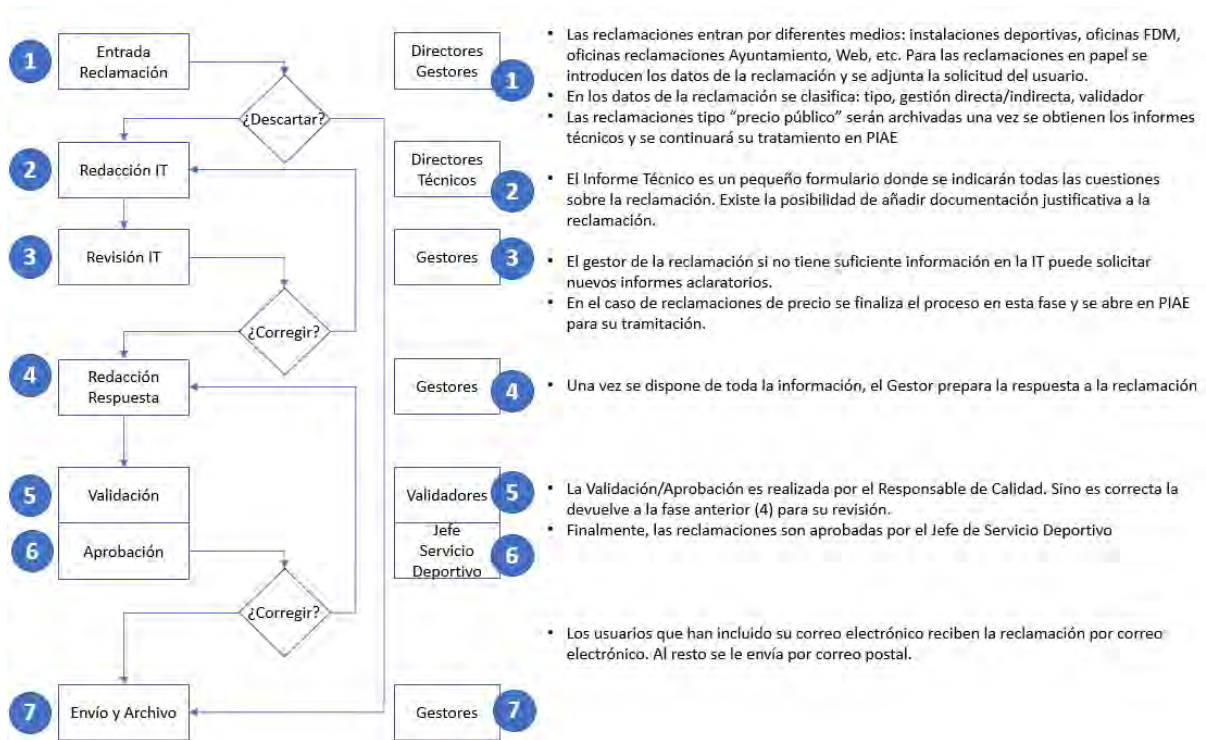 1
Entrada
Reclamación
¿Descartar?
2
Redacción IT
3
Revisión IT
¿Corregir?
4
Redacción
Respuesta
5
Validación
6
Aprobación
¿Corregir?
7
Envío y Archivo
Directores
Gestores
1
Directores
Técnicos
2
Gestores
3
Gestores
4
Validadores
5
Jefe
Servicio
Deportivo
6
Gestores
7
• Las reclamaciones entran por diferentes medios: instalaciones deportivas, oficinas FDM,
oficinas reclamaciones Ayuntamiento, Web, etc. Para las reclamaciones en papel se
introducen los datos de la reclamación y se adjunta la solicitud del usuario.
• En los datos de la reclamación se clasifica: tipo, gestión directa/indirecta, validador
• Las reclamaciones tipo “precio público” serán archivadas una vez se obtienen los informes
técnicos y se continuará su tratamiento en PIAE
• El Informe Técnico es un pequeño formulario donde se indicarán todas las cuestiones
sobre la reclamación. Existe la posibilidad de añadir documentación justificativa a la
reclamación.
• El gestor de la reclamación si no tiene suficiente información en la IT puede solicitar
nuevos informes aclaratorios.
• En el caso de reclamaciones de precio se finaliza el proceso en esta fase y se abre en PIAE
para su tramitación.
• Una vez se dispone de toda la información, el Gestor prepara la respuesta a la reclamación
• La Validación/Aprobación es realizada por el Responsable de Calidad. Sino es correcta la
devuelve a la fase anterior (4) para su revisión.
• Finalmente, las reclamaciones son aprobadas por el Jefe de Servicio Deportivo
• Los usuarios que han incluido su correo electrónico reciben la reclamación por correo
electrónico. Al resto se le envía por correo postal.